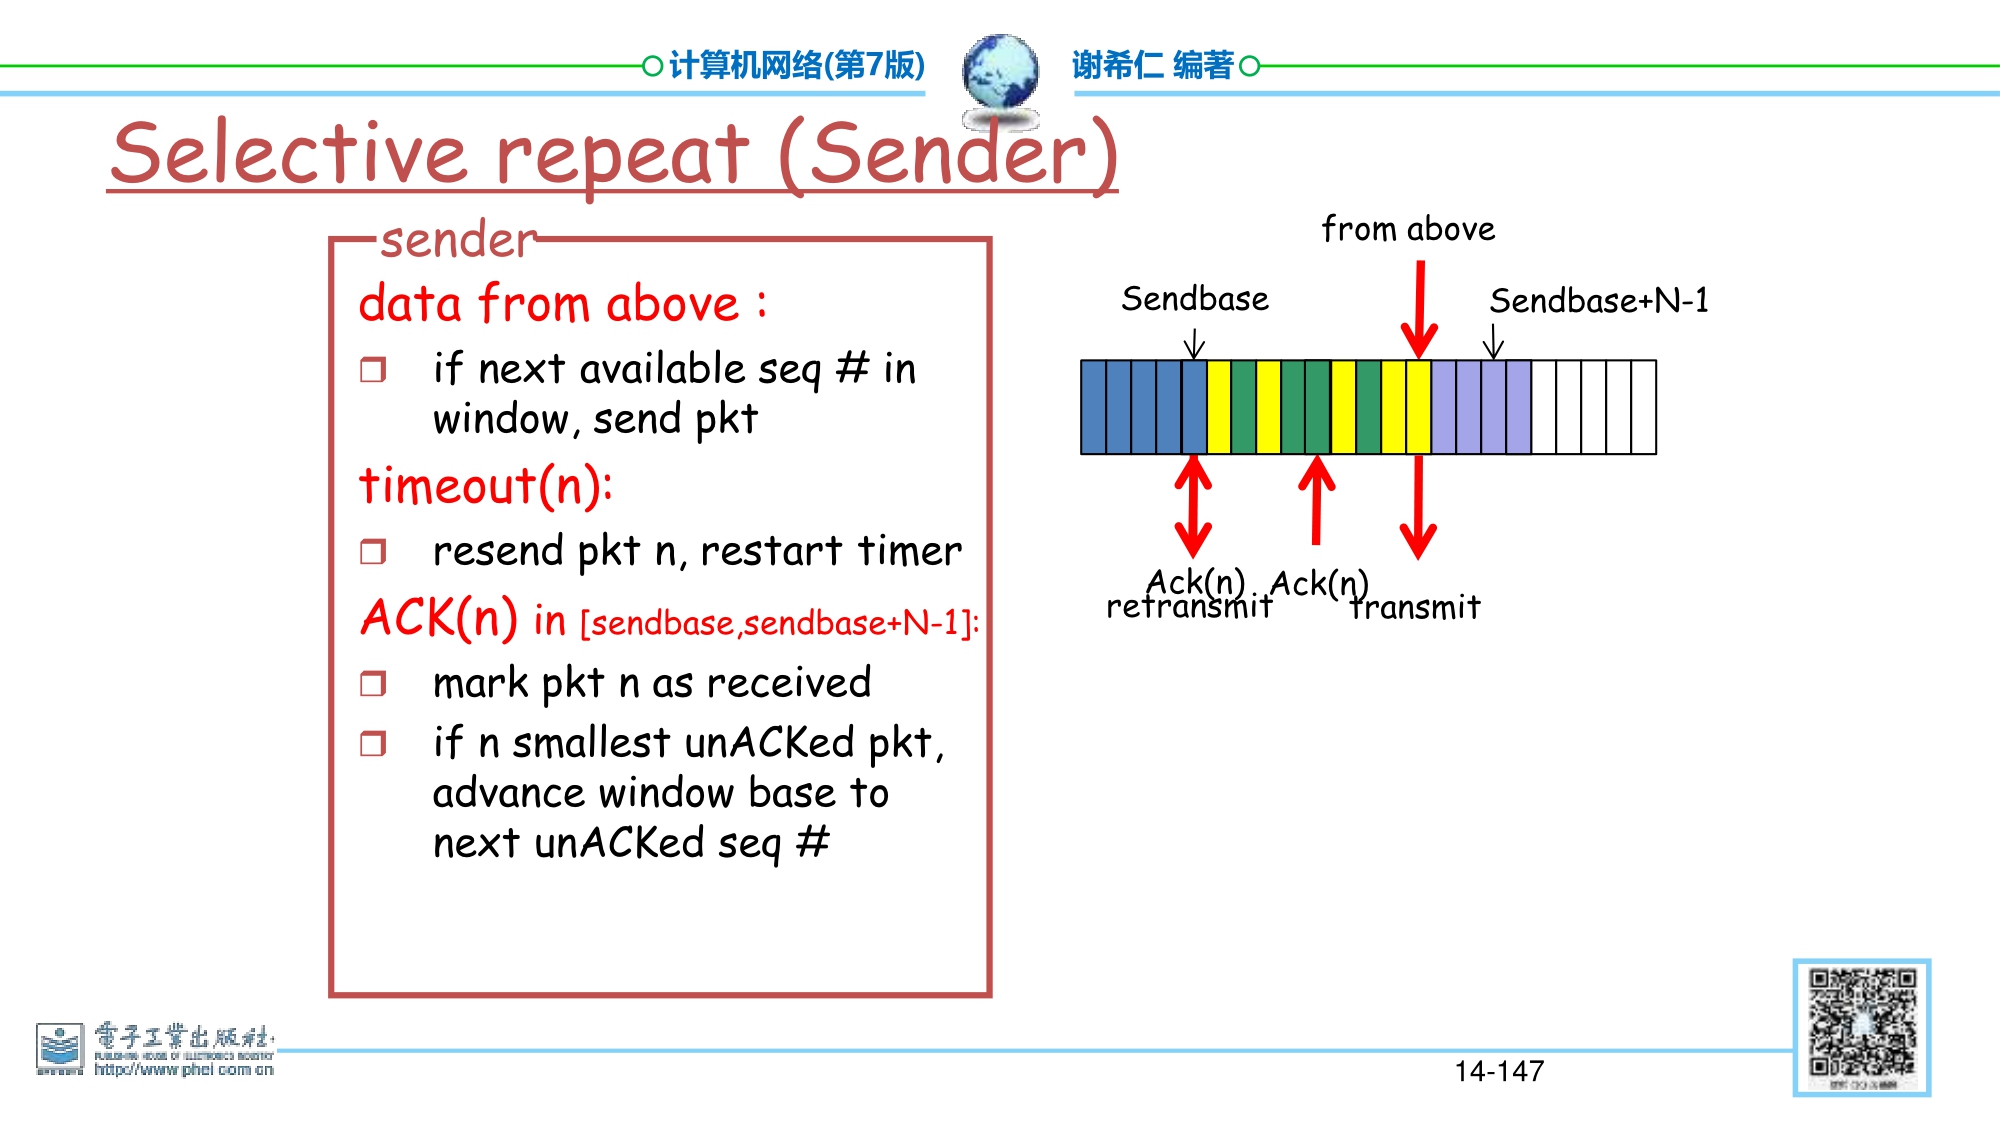 计算机网络(第7版)
谢希仁 编著
Selective repeat (Sender)
sender
data from above :
if next available seq # in
window, send pkt
timeout(n):
resend pkt n, restart timer
ACK(n) in [sendbase,sendbase+N-1]:
mark pkt n as received
if n smallest unACKed pkt,
advance window base to
next unACKed seq #
from above
Sendbase
Sendbase+N-1
Ack(n)
Ack(n)
retransmit
transmit
電子工業出版社
PUBLISHING HOUSE OF ELECTRONICS INDUSTRY
http://www.phei.com.cn
14-147